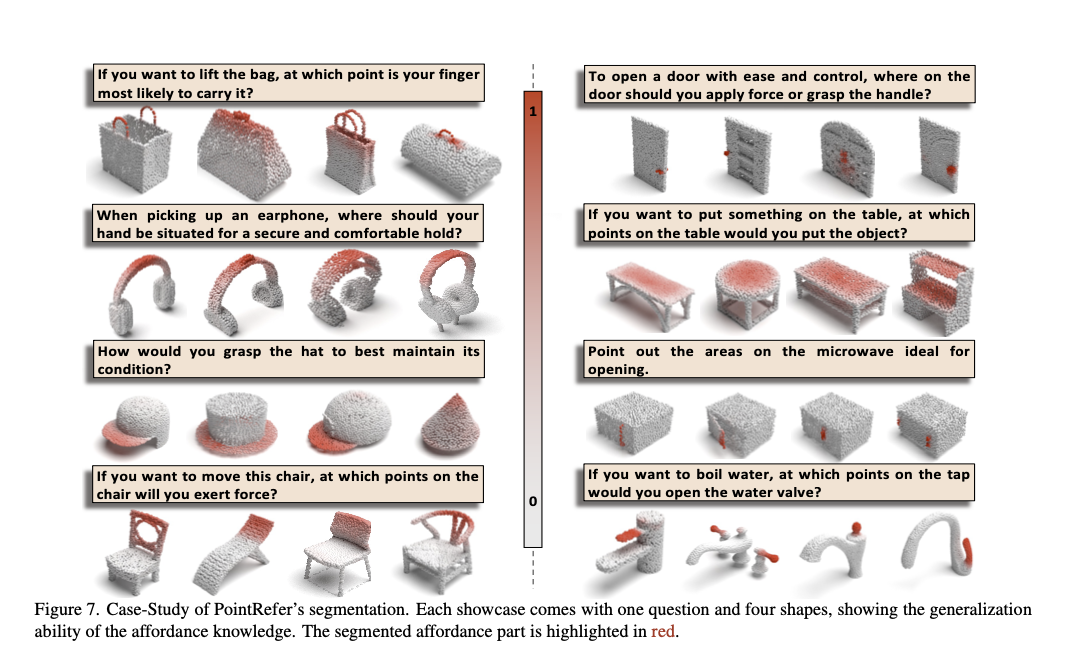 If you want to lift the bag, at which point is your finger
most likely to carry it?
When picking up an earphone, where should your
hand be situated for a secure and comfortable hold?
How would you grasp the hat to best maintain its
condition?
If you want to move this chair, at which points on the
chair will you exert force?
1
0
To open a door with ease and control, where on the
door should you apply force or grasp the handle?
If you want to put something on the table, at which
points on the table would you put the object?
Point out the areas on the microwave ideal for
opening.
If you want to boil water, at which points on the tap
would you open the water valve?
Figure 7. Case-Study of PointRefer's segmentation. Each showcase comes with one question and four shapes, showing the generalization
ability of the affordance knowledge. The segmented affordance part is highlighted in red.